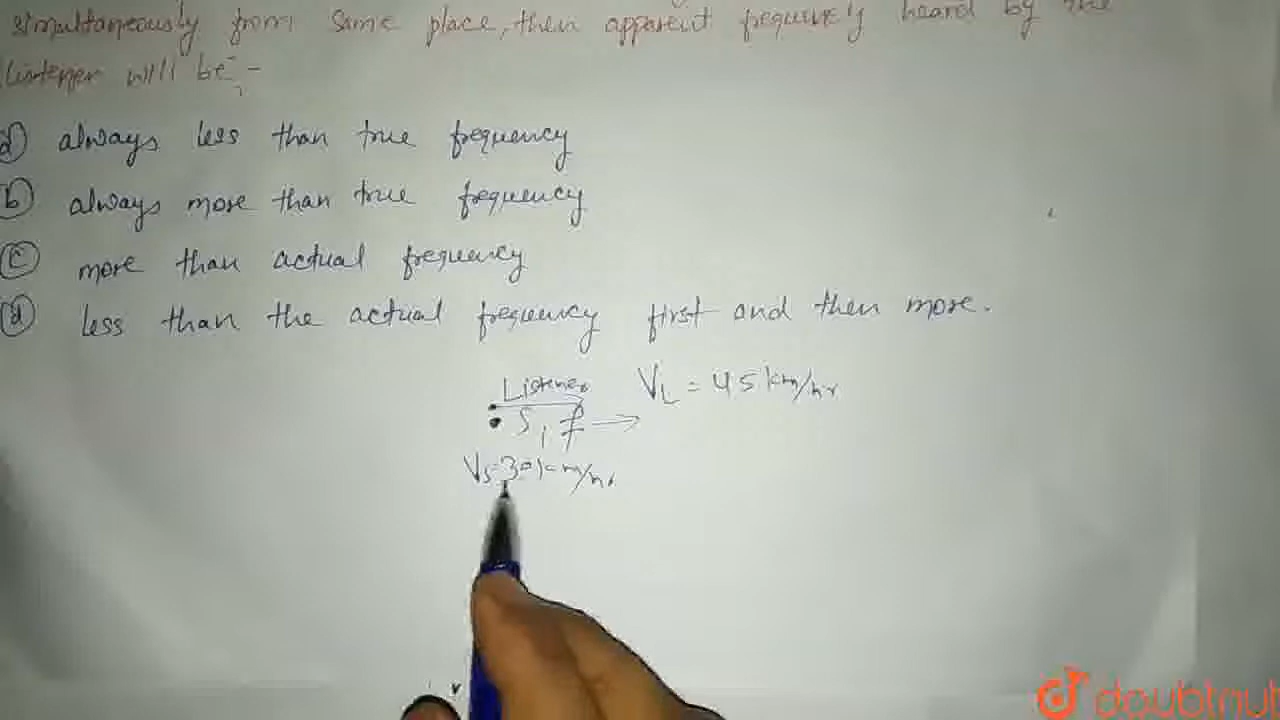 simultaneously from same place, then apparent frequency heard by the
Listener will be :-
always less than true frequency
(b) always more than true frequency
(c) more than actual frequency
(d) less than the actual frequency first and then more.
Listener VL = 45 km/hr
S, f
Vs=30km/hr
doubtnut